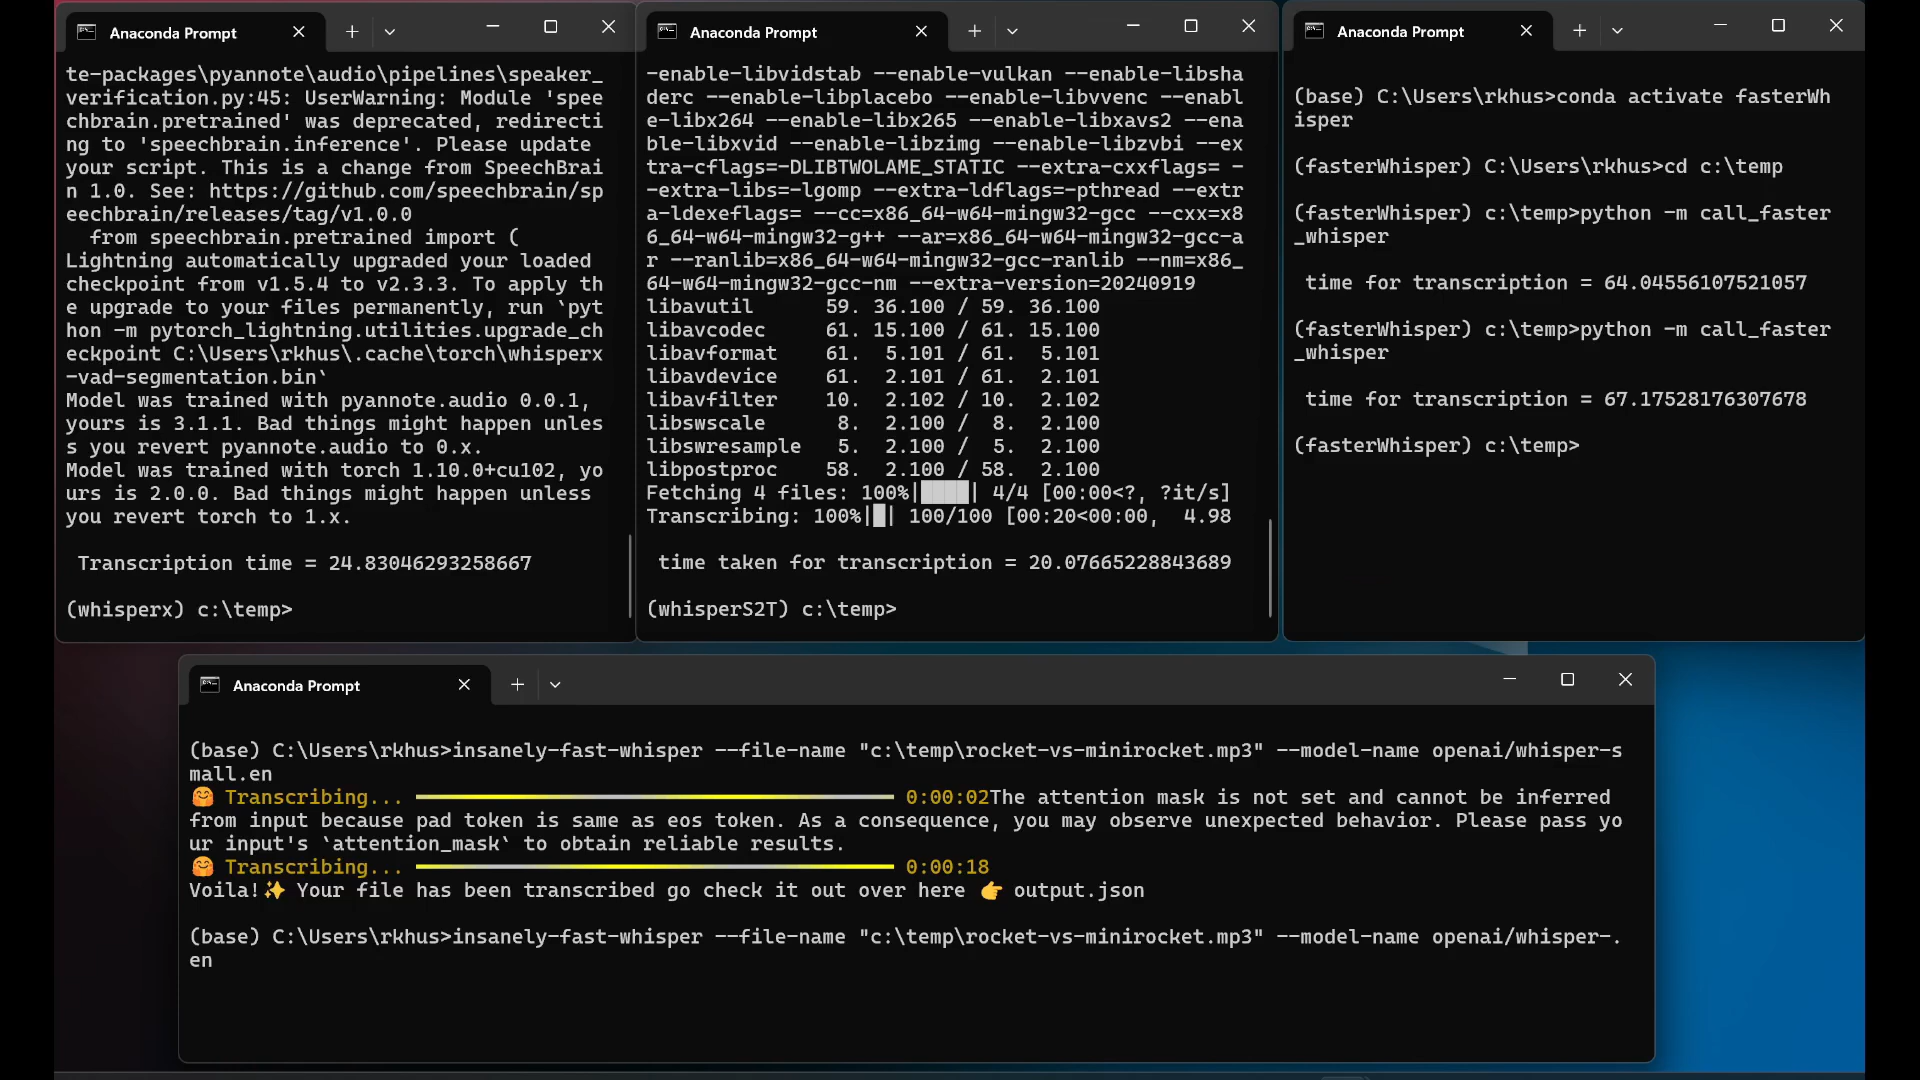 Anaconda Prompt
te-packages\pyannote\audio\pipelines\speaker_
verification.py:45: UserWarning: Module 'spee
chbrain.pretrained' was deprecated, redirecti
ng to 'speechbrain.inference'. Please update
your script. This is a change from SpeechBrai
n 1.0. See: https://github.com/speechbrain/sp
eechbrain/releases/tag/v1.0.0
  from speechbrain.pretrained import (
Lightning automatically upgraded your loaded
checkpoint from v1.5.4 to v2.3.3. To apply th
e upgrade to your files permanently, run `pyt
hon -m pytorch_lightning.utilities.upgrade_ch
eckpoint C:\Users\rkhus\.cache\torch\whisperx
-vad-segmentation.bin`
Model was trained with pyannote.audio 0.0.1,
yours is 3.1.1. Bad things might happen unles
s you revert pyannote.audio to 0.x.
Model was trained with torch 1.10.0+cu102, yo
urs is 2.0.0. Bad things might happen unless
you revert torch to 1.x.
Transcription time = 24.83046293258667
(whisperx) c:\temp>
Anaconda Prompt
-enable-libvidstab --enable-vulkan --enable-libsha
derc --enable-libplacebo --enable-libvvenc --enabl
e-libx264 --enable-libx265 --enable-libxavs2 --ena
ble-libxvid --enable-libzimg --enable-libzvbi --ex
tra-cflags=-DLIBTWOLAME_STATIC --extra-cxxflags= -
-extra-libs=-lgomp --extra-ldflags=-pthread --extr
a-ldexeflags= --cc=x86_64-w64-mingw32-gcc --cxx=x8
6_64-w64-mingw32-g++ --ar=x86_64-w64-mingw32-gcc-a
r --ranlib=x86_64-w64-mingw32-gcc-ranlib --nm=x86_
64-w64-mingw32-gcc-nm --extra-version=20240919
libavutil      59. 36.100 / 59. 36.100
libavcodec     61. 15.100 / 61. 15.100
libavformat    61.  5.101 / 61.  5.101
libavdevice    61.  2.101 / 61.  2.101
libavfilter    10.  2.102 / 10.  2.102
libswscale      8.  2.100 /  8.  2.100
libswresample   5.  2.100 /  5.  2.100
libpostproc    58.  2.100 / 58.  2.100
Fetching 4 files: 100%|████| 4/4 [00:00<?, ?it/s]
Transcribing: 100%|█| 100/100 [00:20<00:00,  4.98
time taken for transcription = 20.07665228843689
(whisperS2T) c:\temp>
Anaconda Prompt
(base) C:\Users\rkhus>conda activate fasterWh
isper
(fasterWhisper) C:\Users\rkhus>cd c:\temp
(fasterWhisper) c:\temp>python -m call_faster
_whisper
time for transcription = 64.04556107521057
(fasterWhisper) c:\temp>python -m call_faster
_whisper
time for transcription = 67.17528176307678
(fasterWhisper) c:\temp>
Anaconda Prompt
(base) C:\Users\rkhus>insanely-fast-whisper --file-name "c:\temp\rocket-vs-minirocket.mp3" --model-name openai/whisper-s
mall.en
🤗 Transcribing... 0:00:02The attention mask is not set and cannot be inferred
from input because pad token is same as eos token. As a consequence, you may observe unexpected behavior. Please pass yo
ur input's `attention_mask` to obtain reliable results.
🤗 Transcribing... 0:00:18
Voila!✨ Your file has been transcribed go check it out over here 👉 output.json
(base) C:\Users\rkhus>insanely-fast-whisper --file-name "c:\temp\rocket-vs-minirocket.mp3" --model-name openai/whisper-.
en